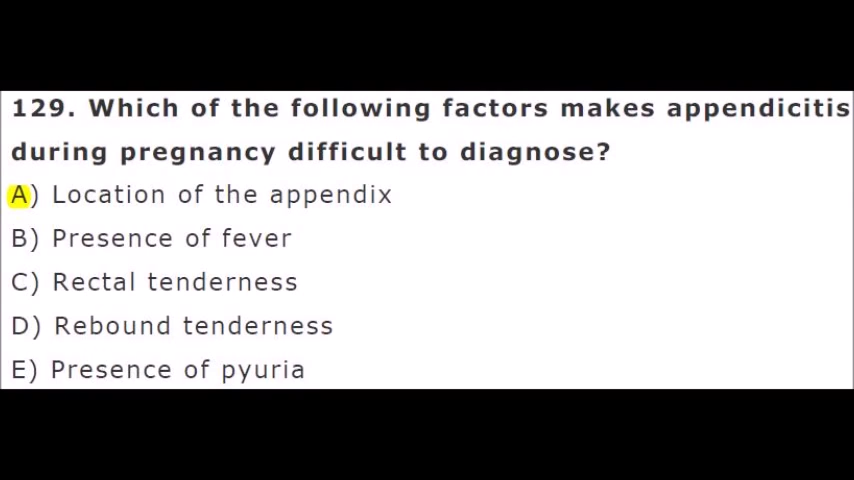 129. Which of the following factors makes appendicitis
during pregnancy difficult to diagnose?
A) Location of the appendix
B) Presence of fever
C) Rectal tenderness
D) Rebound tenderness
E) Presence of pyuria